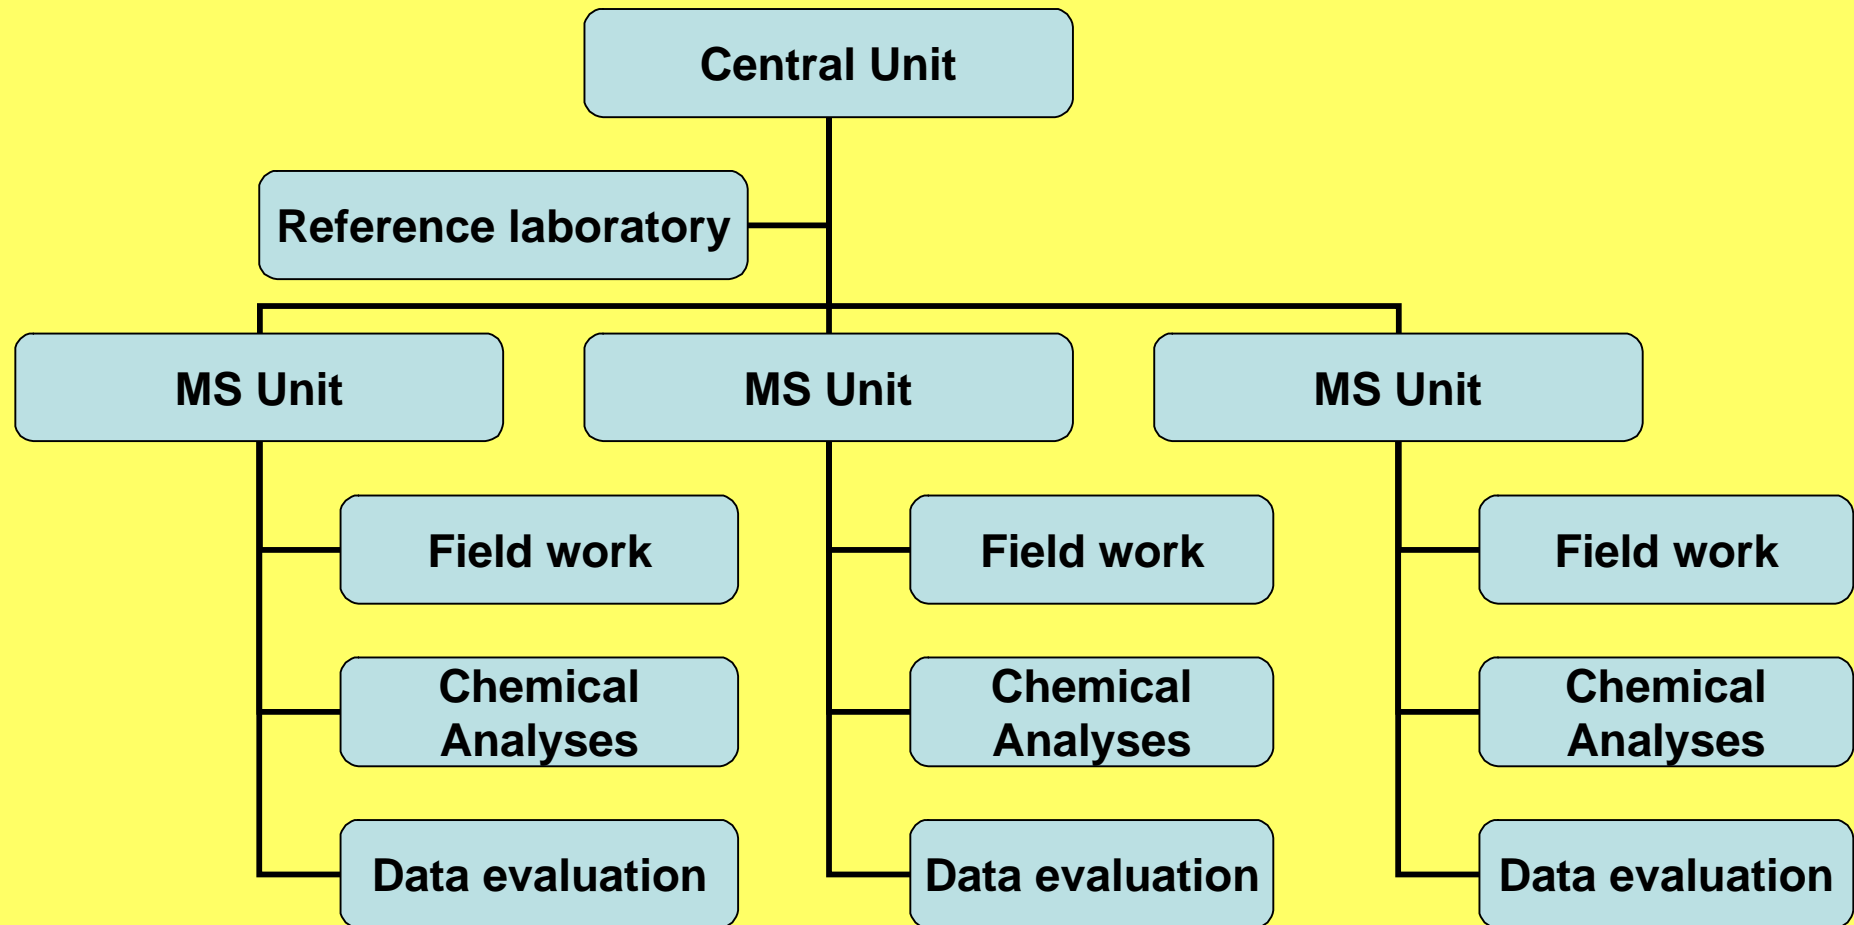 Central Unit
Reference laboratory
MS Unit
MS Unit
MS Unit
Field work
Field work
Field work
Chemical
Analyses
Chemical
Analyses
Chemical
Analyses
Data evaluation
Data evaluation
Data evaluation